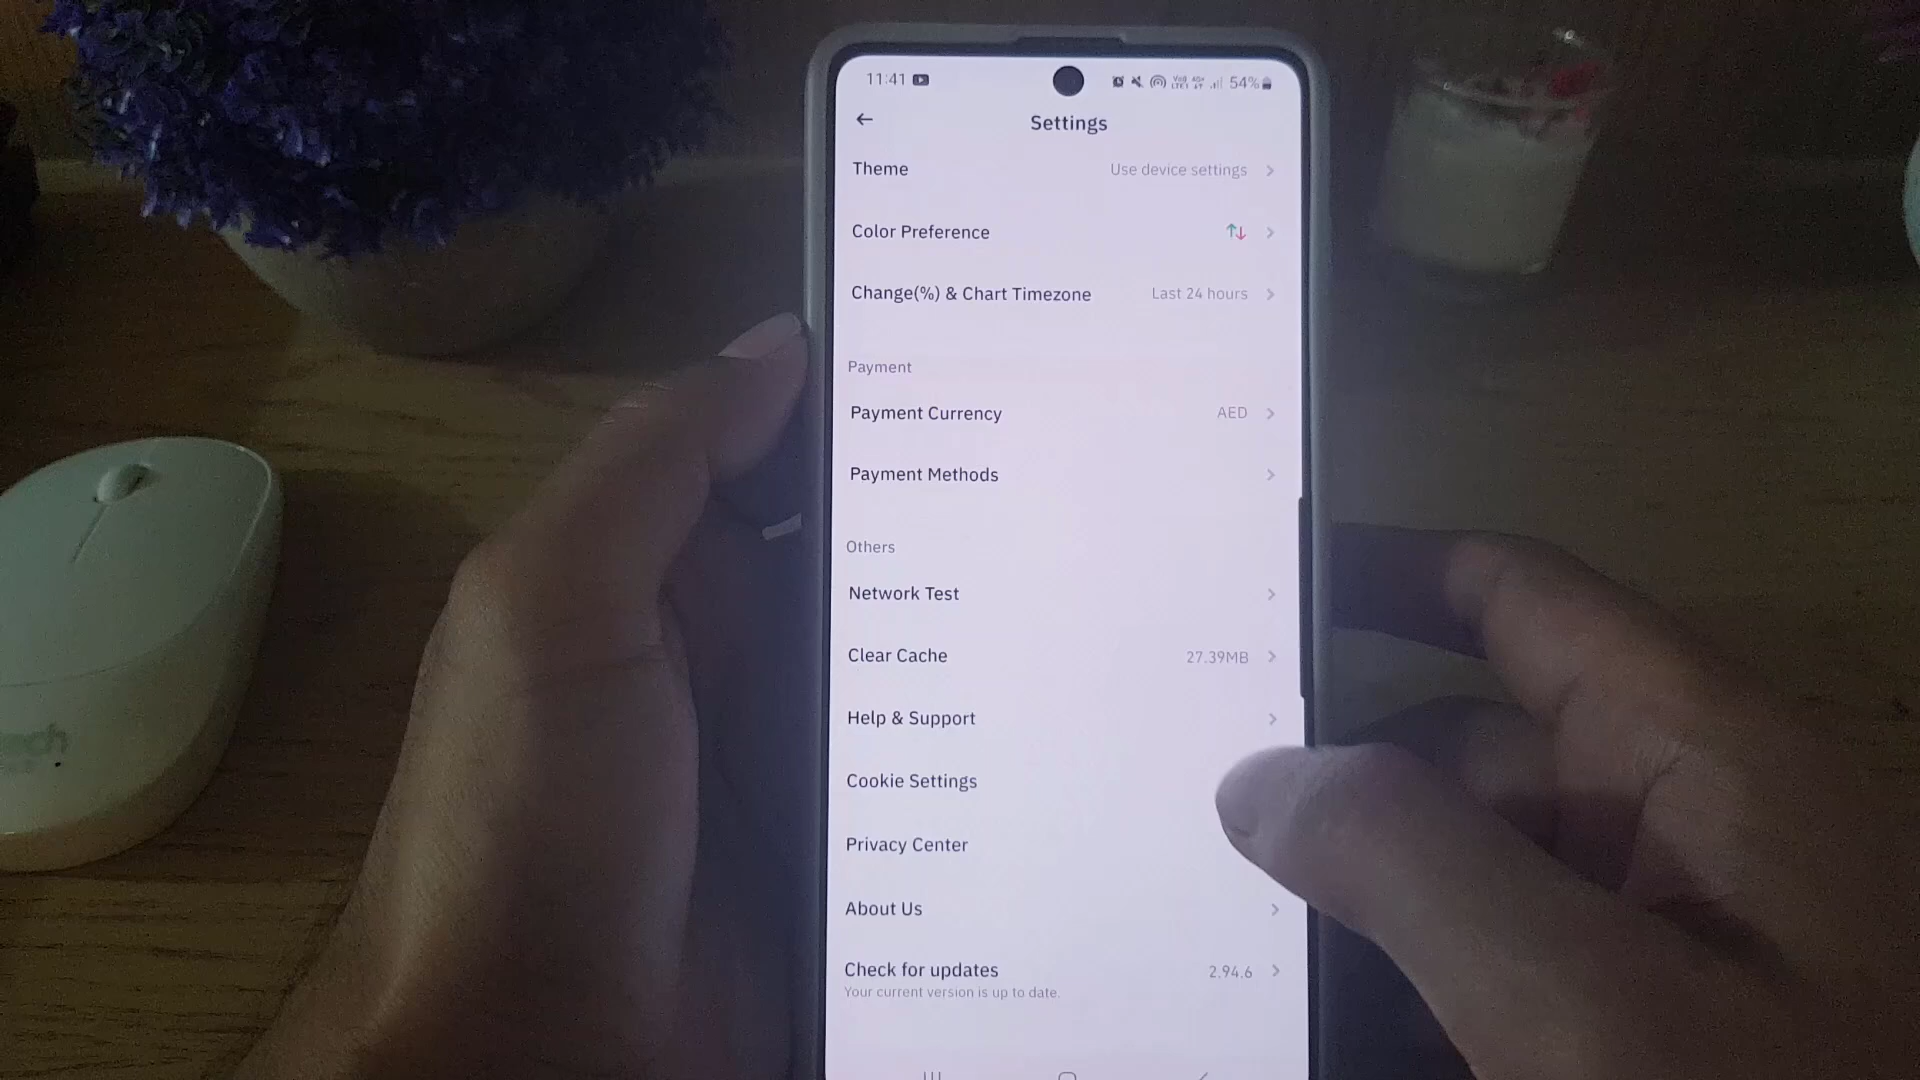 11:41
54%
Settings
Theme Use device settings
Color Preference
Change(%) & Chart Timezone Last 24 hours
Payment
Payment Currency AED
Payment Methods
Others
Network Test
Clear Cache 27.39MB
Help & Support
Cookie Settings
Privacy Center
About Us
Check for updates 2.94.6
Your current version is up to date.